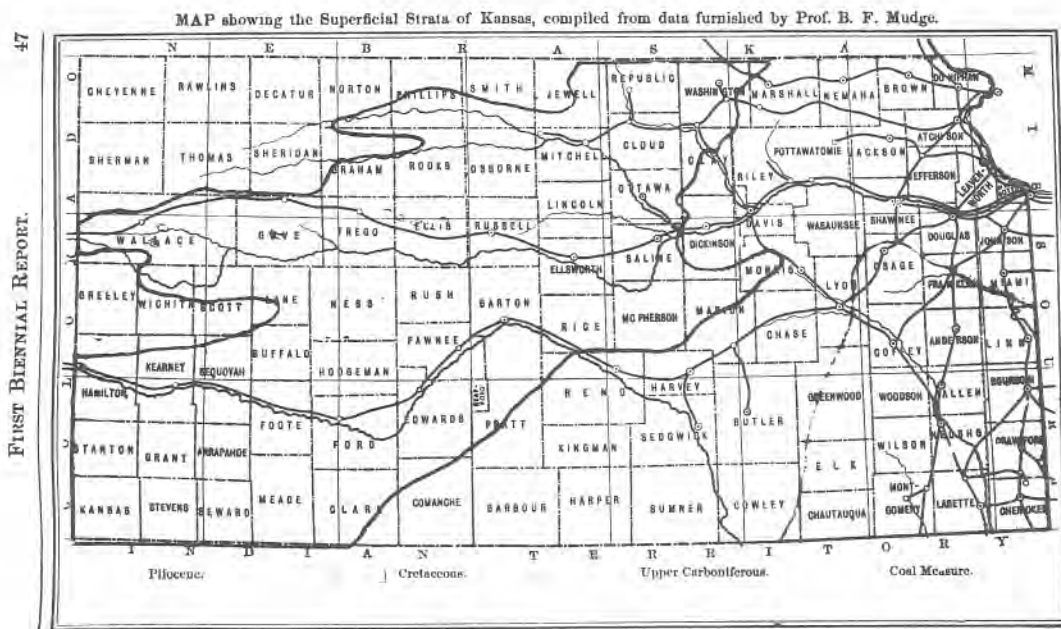 47
FIRST BIENNIAL REPORT.
MAP showing the Superficial Strata of Kansas, compiled from data furnished by Prof. B. F. Mudge.
N E B R A S K A
C O L O R A D O
CHEYENNE RAWLINS DECATUR NORTON PHILLIPS SMITH JEWELL REPUBLIC WASHINGTON MARSHALL NEMAHA BROWN DONIPHAN
SHERMAN THOMAS SHERIDAN GRAHAM ROOKS OSBORNE MITCHELL CLOUD CLAY RILEY POTTAWATOMIE JACKSON ATCHISON
JEFFERSON LEAVEN-
WORTH
OTTAWA
WALLACE GOVE TREGO ELLIS RUSSELL LINCOLN SALINE DICKINSON DAVIS WABAUNSEE SHAWNEE DOUGLAS JOHNSON
ELLSWORTH MORRIS LYON OSAGE FRANKLIN MIAMI
GREELEY WICHITA SCOTT LANE NESS RUSH BARTON RICE MC PHERSON MARION CHASE COFFEY ANDERSON LINN
KEARNEY SEQUOYAH BUFFALO HODGEMAN PAWNEE
HAMILTON FOOTE FORD EDWARDS PRATT RENO HARVEY BUTLER GREENWOOD WOODSON ALLEN BOURBON
STANTON GRANT ARRAPAHOE KINGMAN SEDGWICK ELK WILSON NEOSHO CRAWFORD
KANSAS STEVENS SEWARD MEADE CLARK COMANCHE BARBOUR HARPER SUMNER COWLEY CHAUTAUQUA MONT-
GOMERY LABETTE CHEROKEE
I N D I A N T E R R I T O R Y
Pliocene. Cretaceous. Upper Carboniferous. Coal Measure.